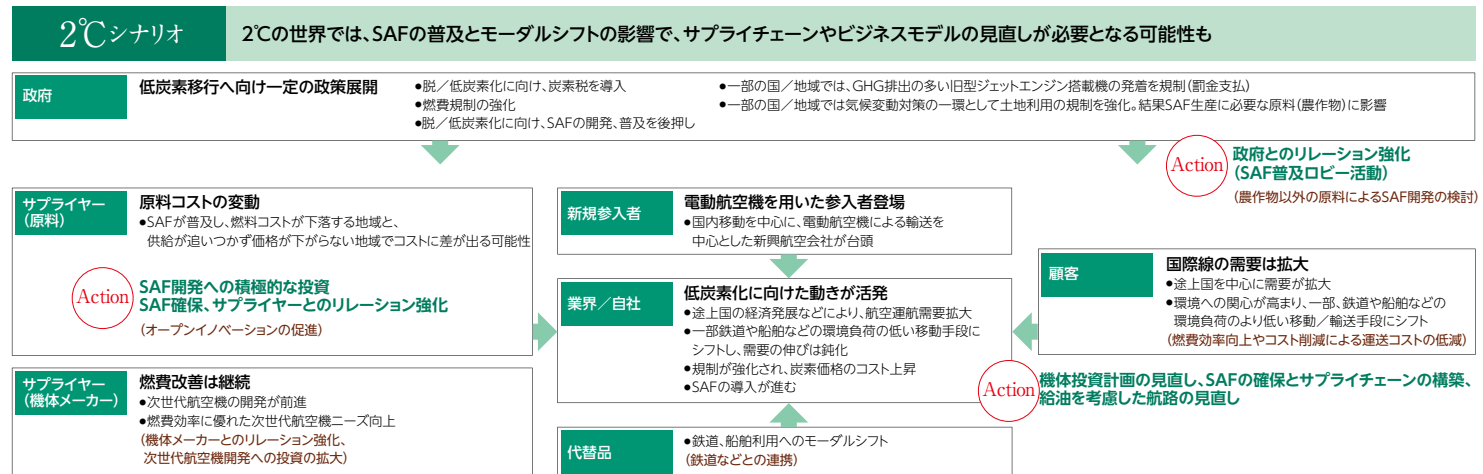 2℃シナリオ
2℃の世界では、SAFの普及とモーダルシフトの影響で、サプライチェーンやビジネスモデルの見直しが必要となる可能性も
政府
低炭素移行へ向け一定の政策展開
●脱／低炭素化に向け、炭素税を導入
●燃費規制の強化
●脱／低炭素化に向け、SAFの開発、普及を後押し
●一部の国／地域では、GHG排出の多い旧型ジェットエンジン搭載機の発着を規制（罰金支払）
●一部の国／地域では気候変動対策の一環として土地利用の規制を強化。結果SAF生産に必要な原料（農作物）に影響
Action
政府とのリレーション強化
（SAF普及ロビー活動）
（農作物以外の原料によるSAF開発の検討）
サプライヤー
（原料）
原料コストの変動
●SAFが普及し、燃料コストが下落する地域と、
供給が追いつかず価格が下がらない地域でコストに差が出る可能性
Action
SAF開発への積極的な投資
SAF確保、サプライヤーとのリレーション強化
（オープンイノベーションの促進）
サプライヤー
（機体メーカー）
燃費改善は継続
●次世代航空機の開発が前進
●燃費効率に優れた次世代航空機ニーズ向上
（機体メーカーとのリレーション強化、
次世代航空機開発への投資の拡大）
新規参入者
電動航空機を用いた参入者登場
●国内移動を中心に、電動航空機による輸送を
中心とした新興航空会社が台頭
業界／自社
低炭素化に向けた動きが活発
●途上国の経済発展などにより、航空運航需要拡大
●一部鉄道や船舶などの環境負荷の低い移動手段に
シフトし、需要の伸びは鈍化
●規制が強化され、炭素価格のコスト上昇
●SAFの導入が進む
代替品
●鉄道、船舶利用へのモーダルシフト
（鉄道などとの連携）
顧客
国際線の需要は拡大
●途上国を中心に需要が拡大
●環境への関心が高まり、一部、鉄道や船舶などの
環境負荷のより低い移動／輸送手段にシフト
（燃費効率向上やコスト削減による運送コストの低減）
Action
機体投資計画の見直し、SAFの確保とサプライチェーンの構築、
給油を考慮した航路の見直し